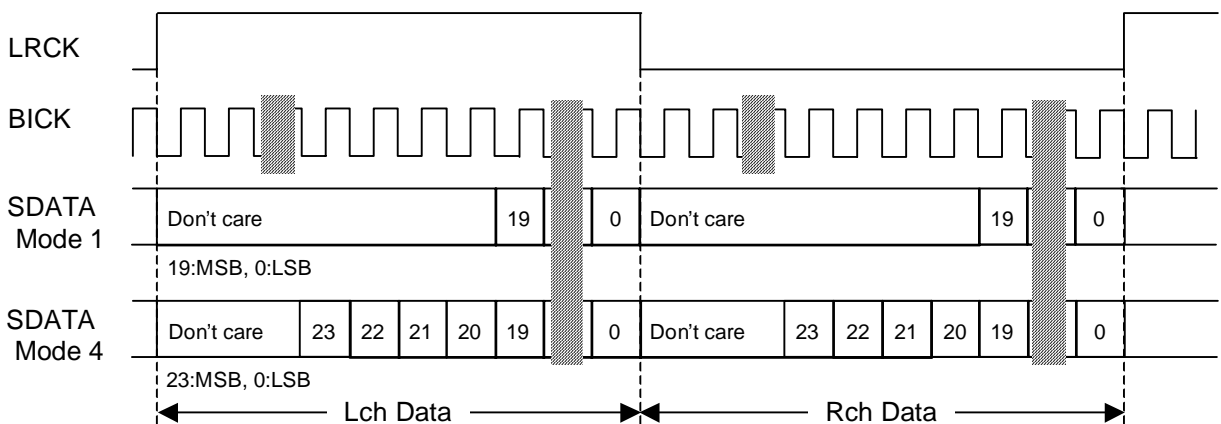 LRCK
BICK
SDATA
Mode 1
Don't care 19 0 Don't care 19 0
19:MSB, 0:LSB
SDATA
Mode 4
Don't care 23 22 21 20 19 0 Don't care 23 22 21 20 19 0
23:MSB, 0:LSB
Lch Data Rch Data